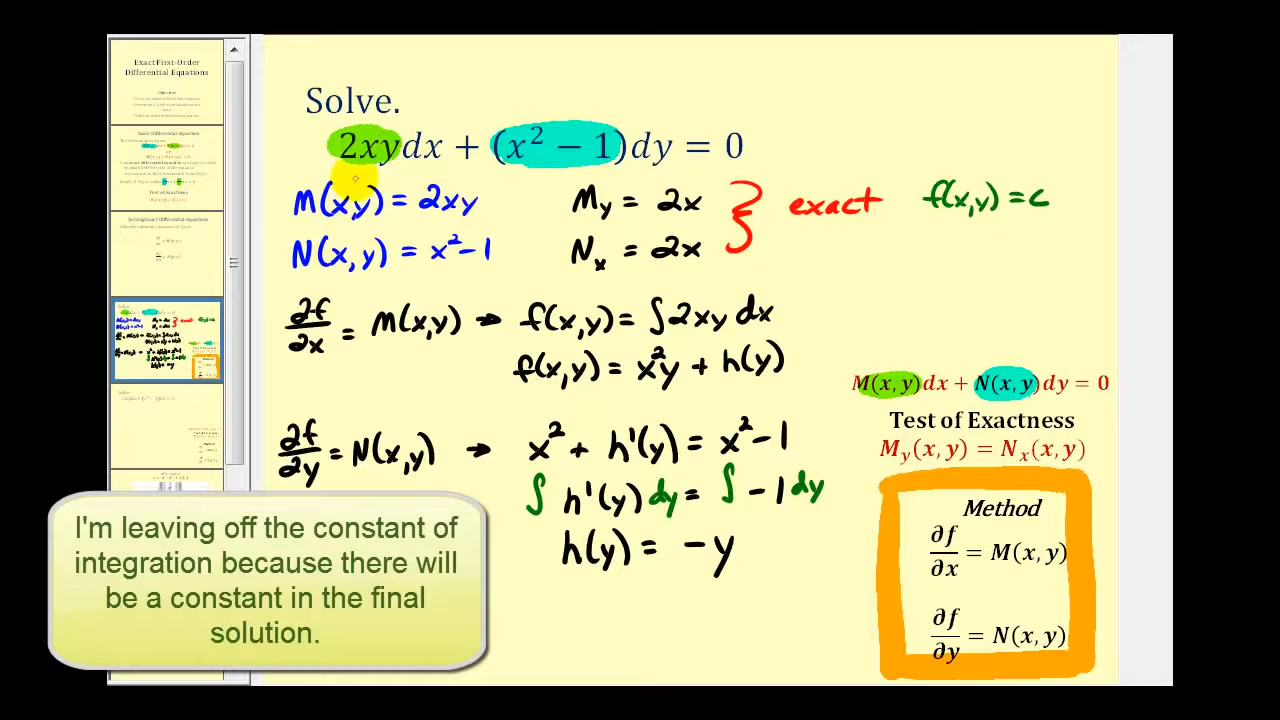 Exact First-Order
Differential Equations
Solve.
2xydx + (x² − 1)dy = 0
M(x,y) = 2xy My = 2x } exact f(x,y) = c
N(x,y) = x²-1 Nx = 2x
∂f/∂x = M(x,y) → f(x,y) = ∫2xy dx
f(x,y) = x²y + h(y)
M(x, y)dx + N(x, y)dy = 0
Test of Exactness
My(x, y) = Nx(x, y)
∂f/∂y = N(x,y) → x² + h'(y) = x²-1
∫ h'(y) dy = ∫ -1 dy
h(y) = -y
Method
∂f/∂x = M(x, y)
∂f/∂y = N(x, y)
I'm leaving off the constant of
integration because there will
be a constant in the final
solution.